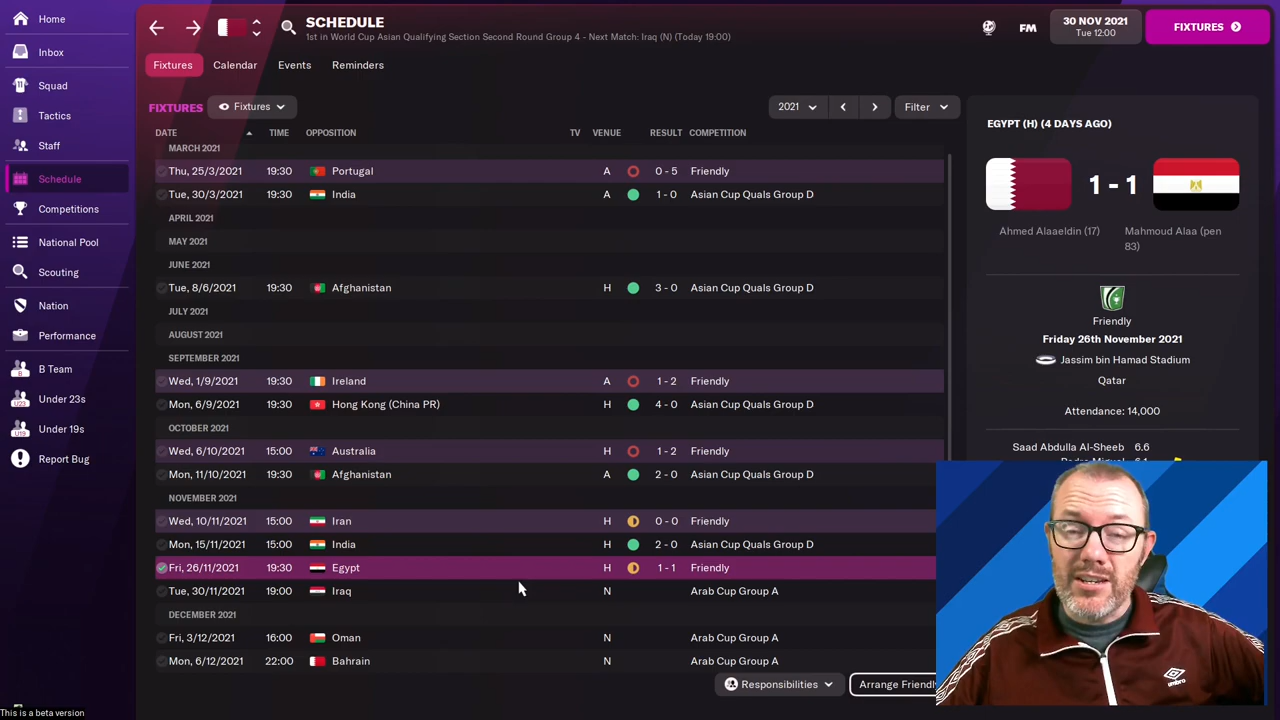 Home
Inbox
Squad
Tactics
Staff
Schedule
Competitions
National Pool
Scouting
Nation
Performance
B Team
Under 23s
Under 19s
Report Bug
This is a beta version
SCHEDULE
1st in World Cup Asian Qualifying Section Second Round Group 4 - Next Match: Iraq (N) (Today 19:00)
FM
30 NOV 2021
Tue 12:00
FIXTURES
Fixtures Calendar Events Reminders
FIXTURES Fixtures 2021 Filter
DATE TIME OPPOSITION TV VENUE RESULT COMPETITION
MARCH 2021
Thu, 25/3/2021 19:30 Portugal A 0 - 5 Friendly
Tue, 30/3/2021 19:30 India A 1 - 0 Asian Cup Quals Group D
APRIL 2021
MAY 2021
JUNE 2021
Tue, 8/6/2021 19:30 Afghanistan H 3 - 0 Asian Cup Quals Group D
JULY 2021
AUGUST 2021
SEPTEMBER 2021
Wed, 1/9/2021 19:30 Ireland A 1 - 2 Friendly
Mon, 6/9/2021 19:30 Hong Kong (China PR) H 4 - 0 Asian Cup Quals Group D
OCTOBER 2021
Wed, 6/10/2021 15:00 Australia H 1 - 2 Friendly
Mon, 11/10/2021 19:30 Afghanistan A 2 - 0 Asian Cup Quals Group D
NOVEMBER 2021
Wed, 10/11/2021 15:00 Iran H 0 - 0 Friendly
Mon, 15/11/2021 15:00 India H 2 - 0 Asian Cup Quals Group D
Fri, 26/11/2021 19:30 Egypt H 1 - 1 Friendly
Tue, 30/11/2021 19:00 Iraq N Arab Cup Group A
DECEMBER 2021
Fri, 3/12/2021 16:00 Oman N Arab Cup Group A
Mon, 6/12/2021 22:00 Bahrain N Arab Cup Group A
Responsibilities Arrange Friendly
EGYPT (H) (4 DAYS AGO)
1 - 1
Ahmed Alaaeldin (17) Mahmoud Alaa (pen
83)
Friendly
Friday 26th November 2021
Jassim bin Hamad Stadium
Qatar
Attendance: 14,000
Saad Abdulla Al-Sheeb 6.6
umbro